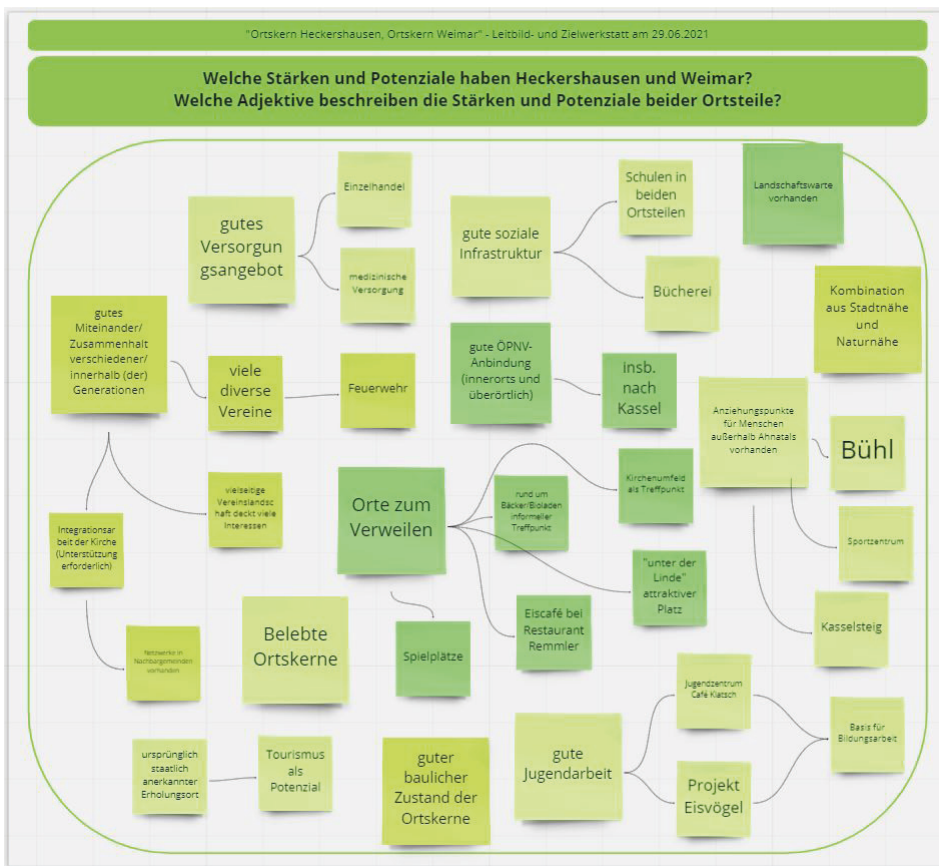 "Ortskern Heckershausen, Ortskern Weimar" - Leitbild- und Zielwerkstatt am 29.06.2021
Welche Stärken und Potenziale haben Heckershausen und Weimar?
Welche Adjektive beschreiben die Stärken und Potenziale beider Ortsteile?
gutes
Versorgun
gsangebot
Einzelhandel
medizinische
Versorgung
gute soziale
Infrastruktur
Schulen in
beiden
Ortsteilen
Bücherei
Landschaftswarte
vorhanden
Kombination
aus Stadtnähe
und
Naturnähe
gutes
Miteinander/
Zusammenhalt
verschiedener/
innerhalb (der)
Generationen
viele
diverse
Vereine
Feuerwehr
gute ÖPNV-
Anbindung
(innerorts und
überörtlich)
insb.
nach
Kassel
Anziehungspunkte
für Menschen
außerhalb Ahnatals
vorhanden
Bühl
Sportzentrum
Kasselsteig
vielseitige
Vereinslandsc
haft deckt viele
Interessen
Integrationsar
beit der Kirche
(Unterstützung
erforderlich)
Netzwerke in
Nachbargemeinden
vorhanden
Orte zum
Verweilen
rund um
Bäcker/Bioladen
informeller
Treffpunkt
Kirchenumfeld
als Treffpunkt
"unter der
Linde"
attraktiver
Platz
Eiscafé bei
Restaurant
Remmler
Spielplätze
Belebte
Ortskerne
ursprünglich
staatlich
anerkannter
Erholungsort
Tourismus
als
Potenzial
guter
baulicher
Zustand der
Ortskerne
gute
Jugendarbeit
Jugendzentrum
Café Klatsch
Projekt
Eisvögel
Basis für
Bildungsarbeit